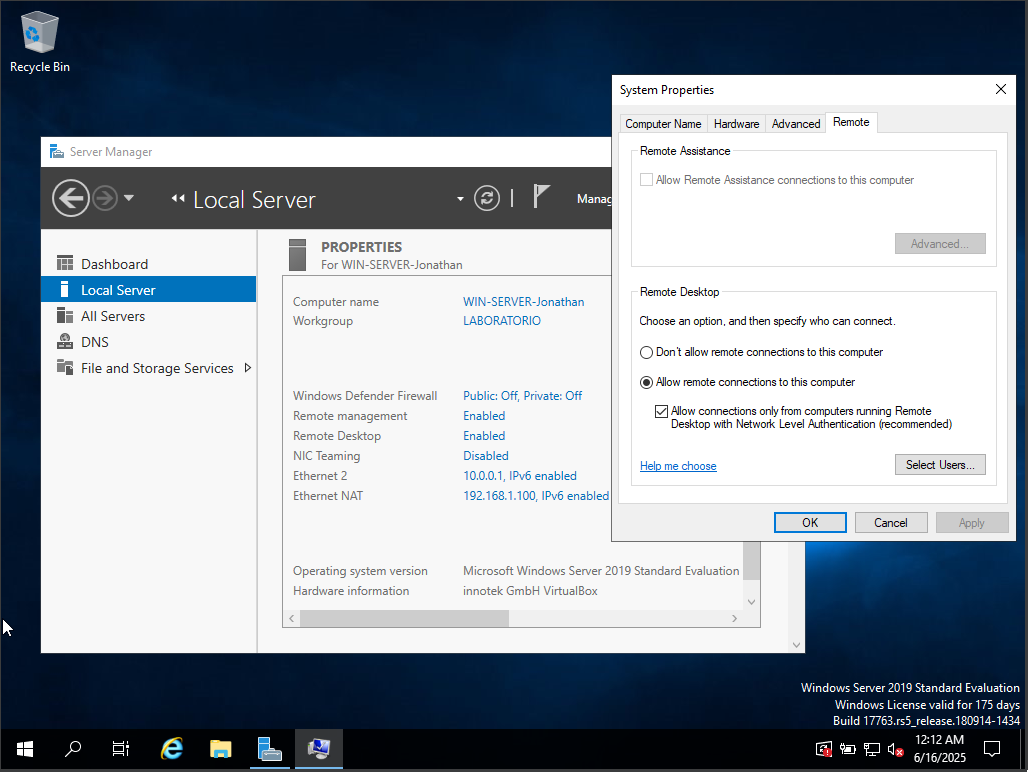 Recycle Bin
System Properties
Computer Name Hardware Advanced Remote
Remote Assistance
Allow Remote Assistance connections to this computer
Advanced...
Remote Desktop
Choose an option, and then specify who can connect.
Don't allow remote connections to this computer
Allow remote connections to this computer
Allow connections only from computers running Remote
Desktop with Network Level Authentication (recommended)
Help me choose
Select Users...
OK Cancel Apply
Server Manager
Local Server
Manag
Dashboard
Local Server
All Servers
DNS
File and Storage Services
PROPERTIES
For WIN-SERVER-Jonathan
Computer name WIN-SERVER-Jonathan
Workgroup LABORATORIO
Windows Defender Firewall Public: Off, Private: Off
Remote management Enabled
Remote Desktop Enabled
NIC Teaming Disabled
Ethernet 2 10.0.0.1, IPv6 enabled
Ethernet NAT 192.168.1.100, IPv6 enabled
Operating system version Microsoft Windows Server 2019 Standard Evaluation
Hardware information innotek GmbH VirtualBox
Windows Server 2019 Standard Evaluation
Windows License valid for 175 days
Build 17763.rs5_release.180914-1434
12:12 AM
6/16/2025